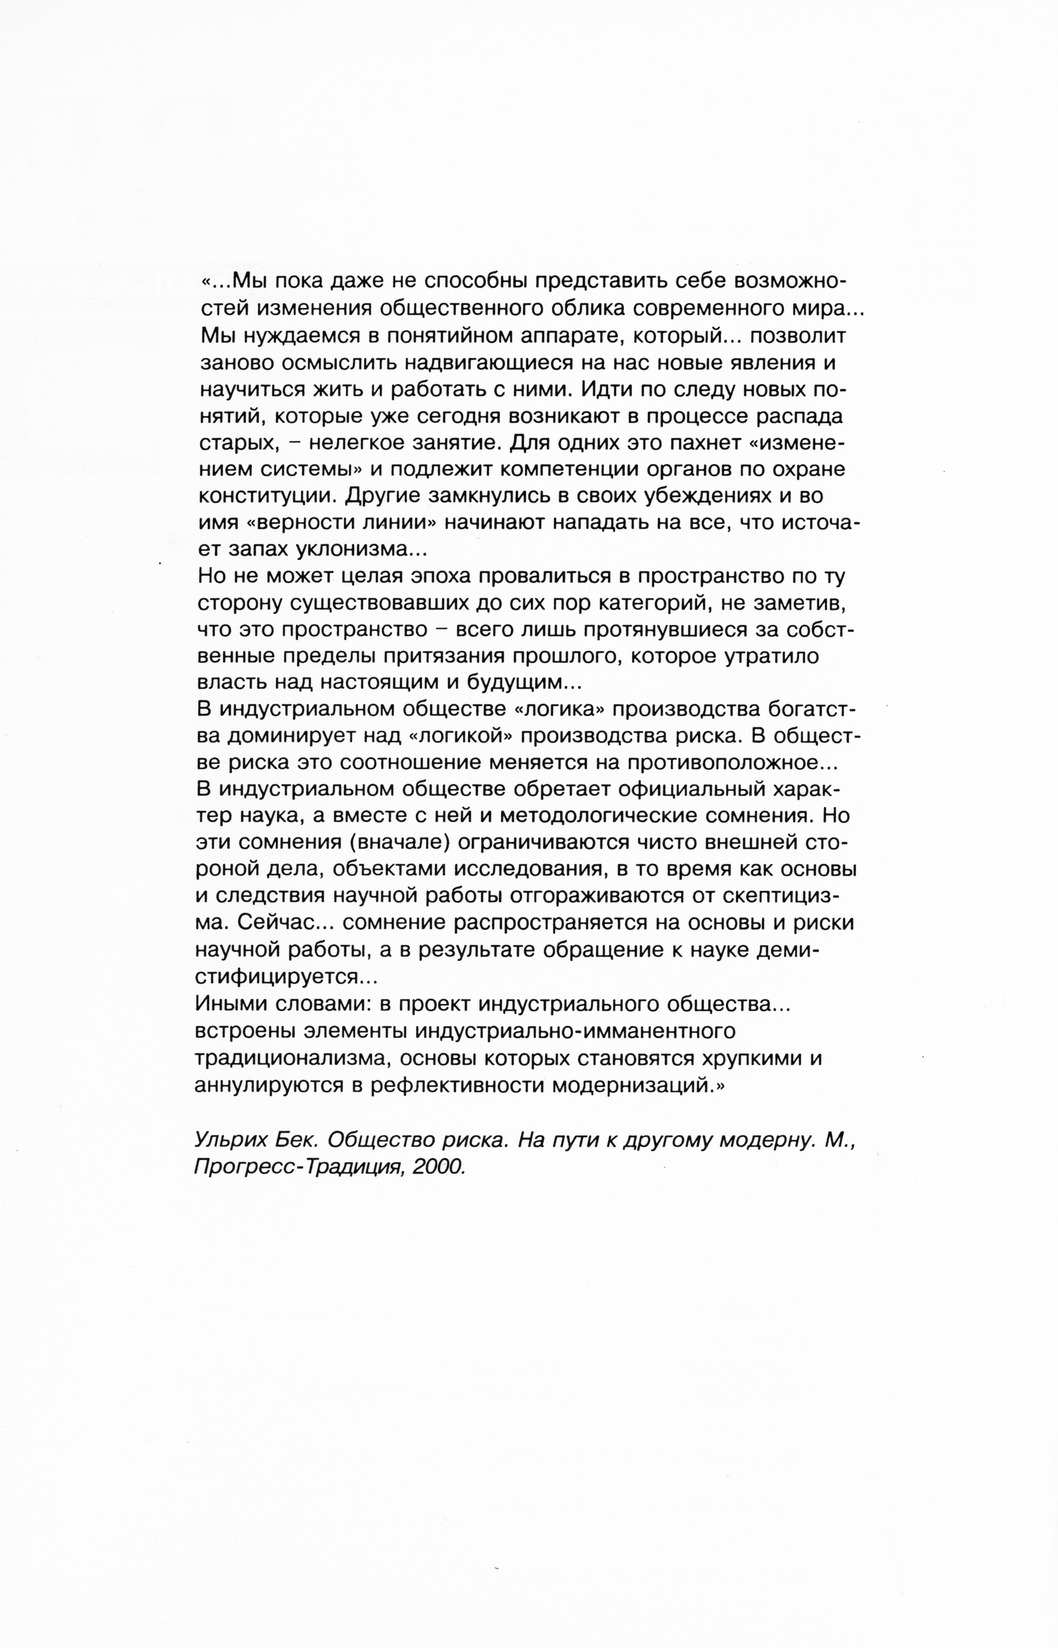 «...Мы пока даже не способны представить себе возможно-
стей изменения общественного облика современного мира...
Мы нуждаемся в понятийном аппарате, который... позволит
заново осмыслить надвигающиеся на нас новые явления и
научиться жить и работать с ними. Идти по следу новых по-
нятий, которые уже сегодня возникают в процессе распада
старых, – нелегкое занятие. Для одних это пахнет «измене-
нием системы» и подлежит компетенции органов по охране
конституции. Другие замкнулись в своих убеждениях и во
имя «верности линии» начинают нападать на все, что источа-
ет запах уклонизма...
Но не может целая эпоха провалиться в пространство по ту
сторону существовавших до сих пор категорий, не заметив,
что это пространство – всего лишь протянувшиеся за собст-
венные пределы притязания прошлого, которое утратило
власть над настоящим и будущим...
В индустриальном обществе «логика» производства богатст-
ва доминирует над «логикой» производства риска. В общест-
ве риска это соотношение меняется на противоположное...
В индустриальном обществе обретает официальный харак-
тер наука, а вместе с ней и методологические сомнения. Но
эти сомнения (вначале) ограничиваются чисто внешней сто-
роной дела, объектами исследования, в то время как основы
и следствия научной работы отгораживаются от скептициз-
ма. Сейчас... сомнение распространяется на основы и риски
научной работы, а в результате обращение к науке деми-
стифицируется...
Иными словами: в проект индустриального общества...
встроены элементы индустриально-имманентного
традиционализма, основы которых становятся хрупкими и
аннулируются в рефлективности модернизаций.»
Ульрих Бек. Общество риска. На пути к другому модерну. М.,
Прогресс-Традиция, 2000.